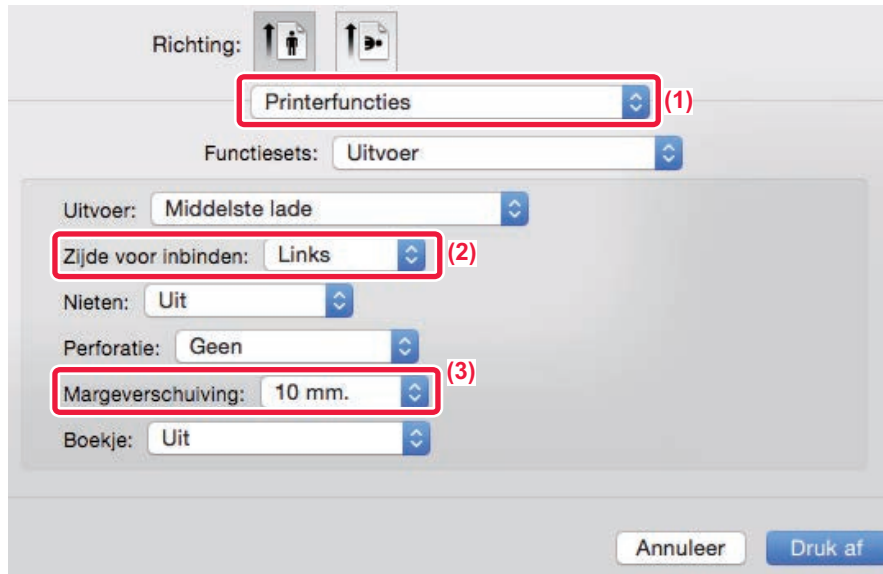 Richting:
Printerfuncties (1)
Functiesets: Uitvoer
Uitvoer: Middelste lade
Zijde voor inbinden: Links (2)
Nieten: Uit
Perforatie: Geen
Margeverschuiving: 10 mm. (3)
Boekje: Uit
Annuleer Druk af